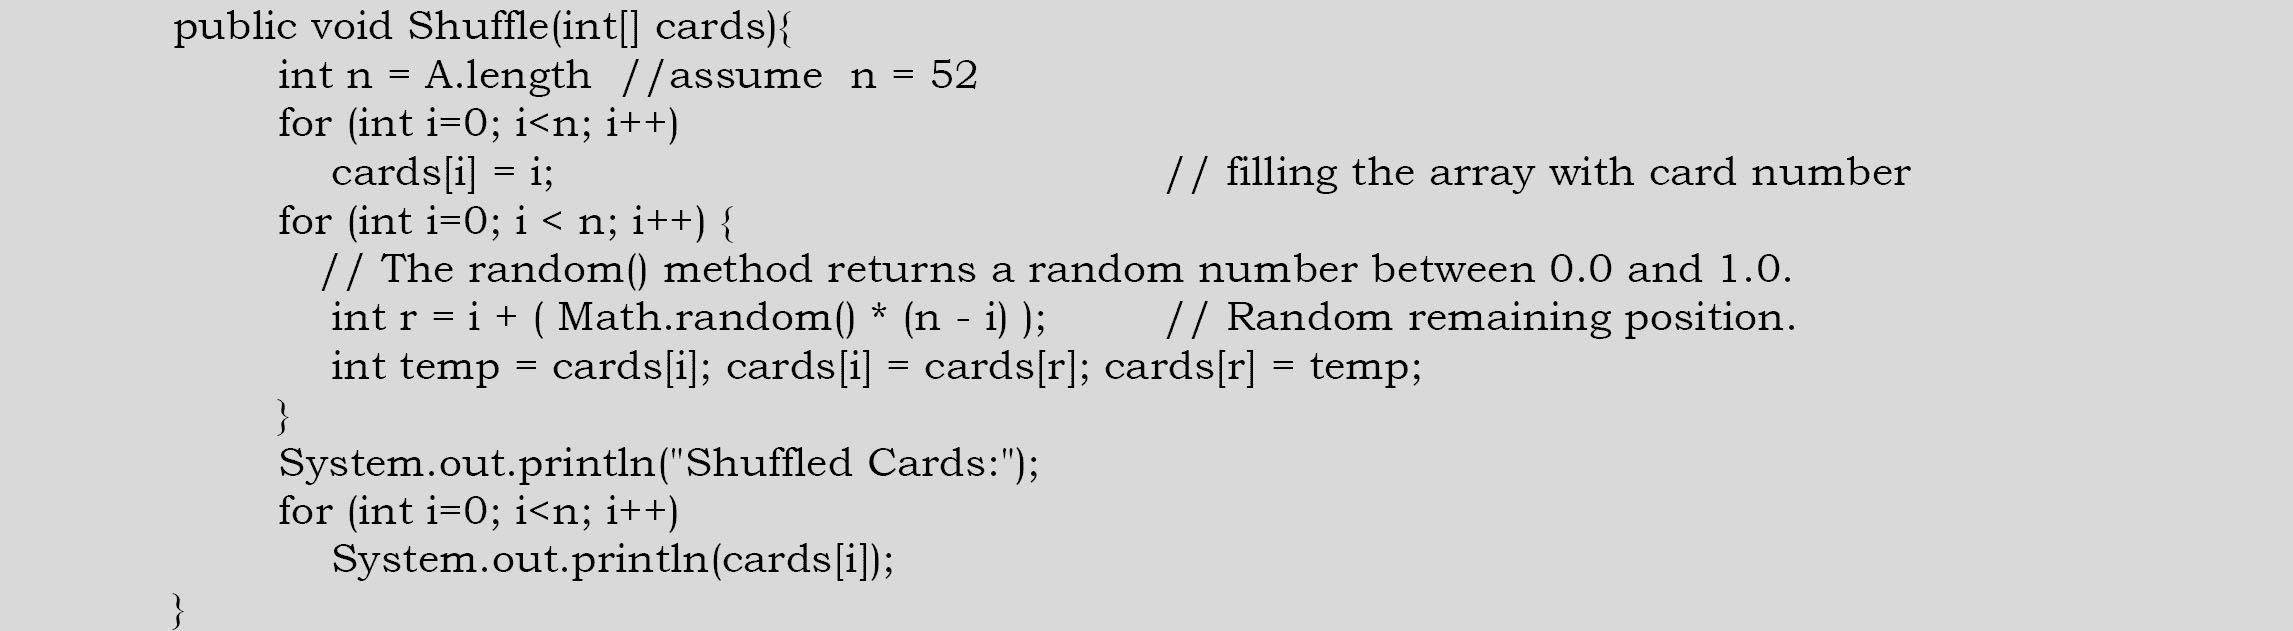 public void Shuffle(int[] cards){
int n = A.length  //assume  n = 52
for (int i=0; i<n; i++)
cards[i] = i; // filling the array with card number
for (int i=0; i < n; i++) {
// The random() method returns a random number between 0.0 and 1.0.
int r = i + ( Math.random() * (n - i) ); // Random remaining position.
int temp = cards[i]; cards[i] = cards[r]; cards[r] = temp;
}
System.out.println("Shuffled Cards:");
for (int i=0; i<n; i++)
System.out.println(cards[i]);
}